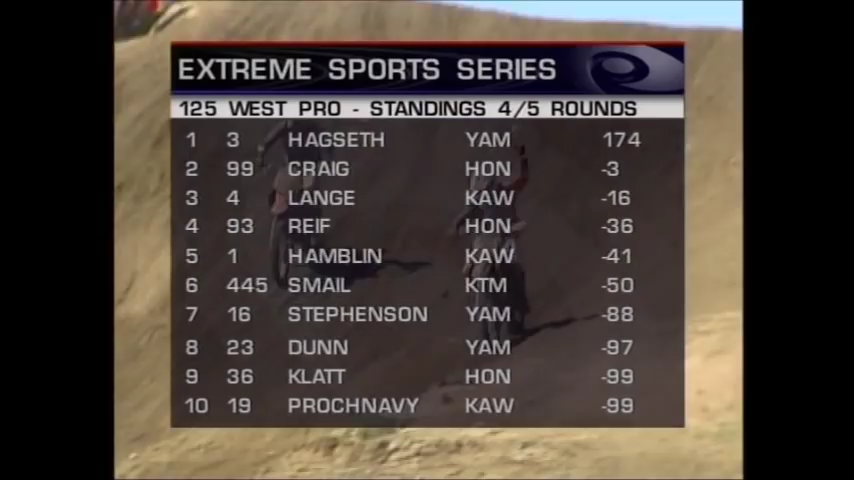 EXTREME SPORTS SERIES
125 WEST PRO - STANDINGS 4/5 ROUNDS
1 3 HAGSETH YAM 174
2 99 CRAIG HON -3
3 4 LANGE KAW -16
4 93 REIF HON -36
5 1 HAMBLIN KAW -41
6 445 SMAIL KTM -50
7 16 STEPHENSON YAM -88
8 23 DUNN YAM -97
9 36 KLATT HON -99
10 19 PROCHNAVY KAW -99